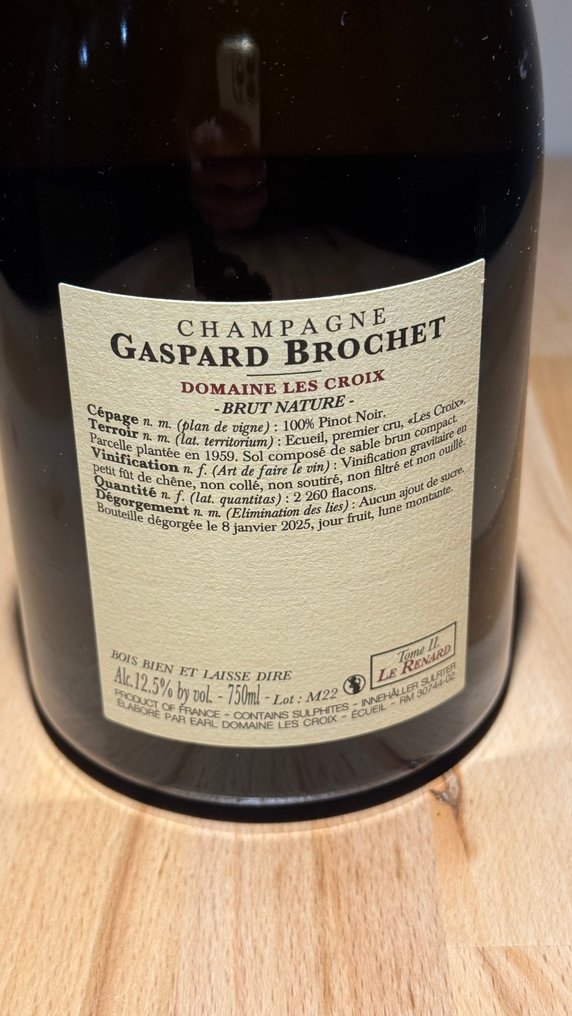 CHAMPAGNE
GASPARD BROCHET
DOMAINE LES CROIX
- BRUT NATURE -
Cépage n. m. (plan de vigne) : 100% Pinot Noir.
Terroir n. m. (lat. territorium) : Ecueil, premier cru, «Les Croix».
Parcelle plantée en 1959. Sol composé de sable brun compact.
Vinification n. f. (Art de faire le vin) : Vinification gravitaire en
petit fût de chêne, non collé, non soutiré, non filtré et non ouillé.
Quantité n. f. (lat. quantitas) : 2 260 flacons.
Dégorgement n. m. (Elimination des lies) : Aucun ajout de sucre.
Bouteille dégorgée le 8 janvier 2025, jour fruit, lune montante.
Tome II.
LE RENARD
BOIS BIEN ET LAISSE DIRE
Alc.12.5% by vol. - 750ml - Lot : M22
PRODUCT OF FRANCE - CONTAINS SULPHITES - INNEHÅLLER SULFITER
ÉLABORÉ PAR EARL DOMAINE LES CROIX - ÉCUEIL - RM 30744-02